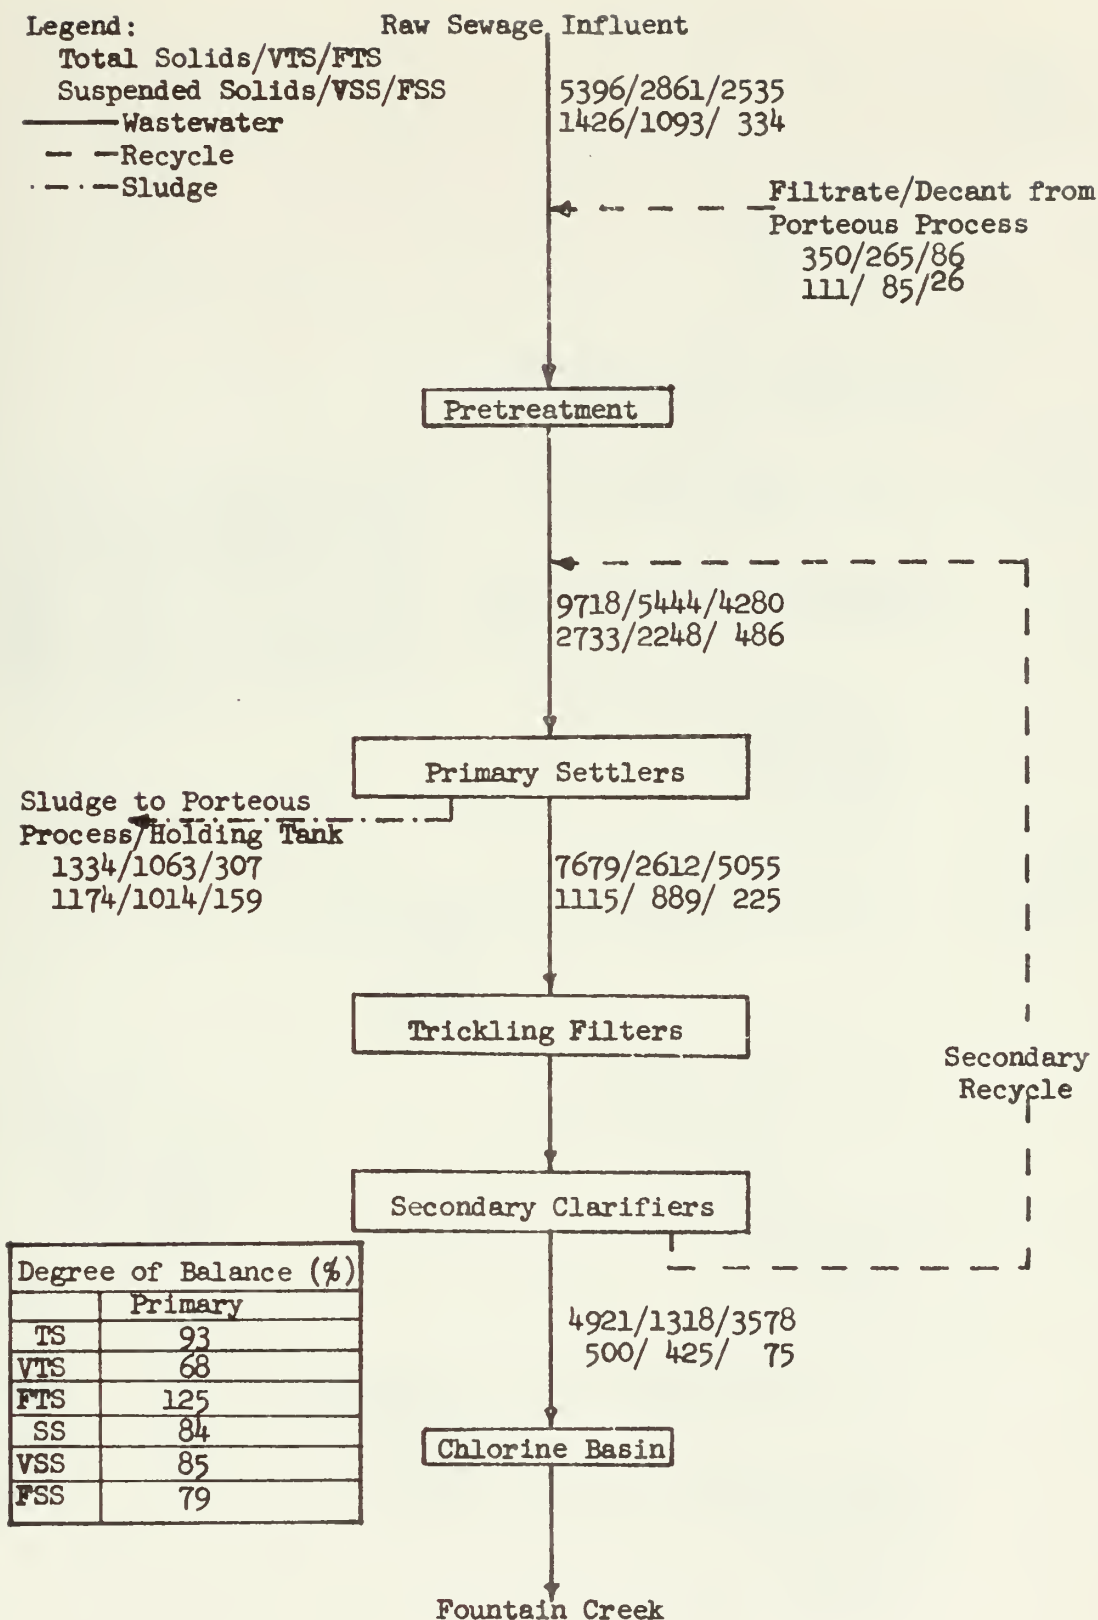 Legend:
Total Solids/VTS/FTS
Suspended Solids/VSS/FSS
Wastewater
Recycle
Sludge
Raw Sewage Influent
5396/2861/2535
1426/1093/ 334
Filtrate/Decant from
Porteous Process
350/265/86
111/ 85/26
Pretreatment
9718/5444/4280
2733/2248/ 486
Primary Settlers
Sludge to Porteous
Process/Holding Tank
1334/1063/307
1174/1014/159
7679/2612/5055
1115/ 889/ 225
Trickling Filters
Secondary
Recycle
Secondary Clarifiers
Degree of Balance (%)
Primary
TS 93
VTS 68
FTS 125
SS 84
VSS 85
FSS 79
4921/1318/3578
500/ 425/ 75
Chlorine Basin
Fountain Creek